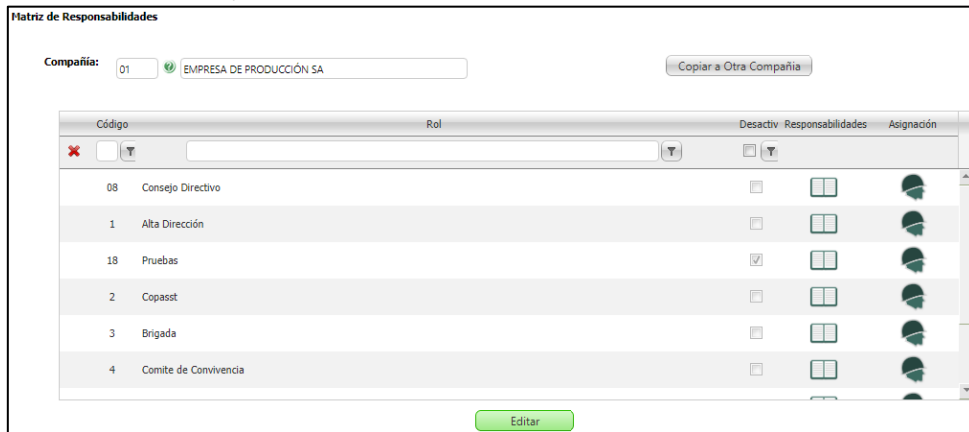 Matriz de Responsabilidades
Compañía: 01 EMPRESA DE PRODUCCIÓN SA Copiar a Otra Compañia
Código Rol Desactiv Responsabilidades Asignación
08 Consejo Directivo
1 Alta Dirección
18 Pruebas
2 Copasst
3 Brigada
4 Comite de Convivencia
Editar